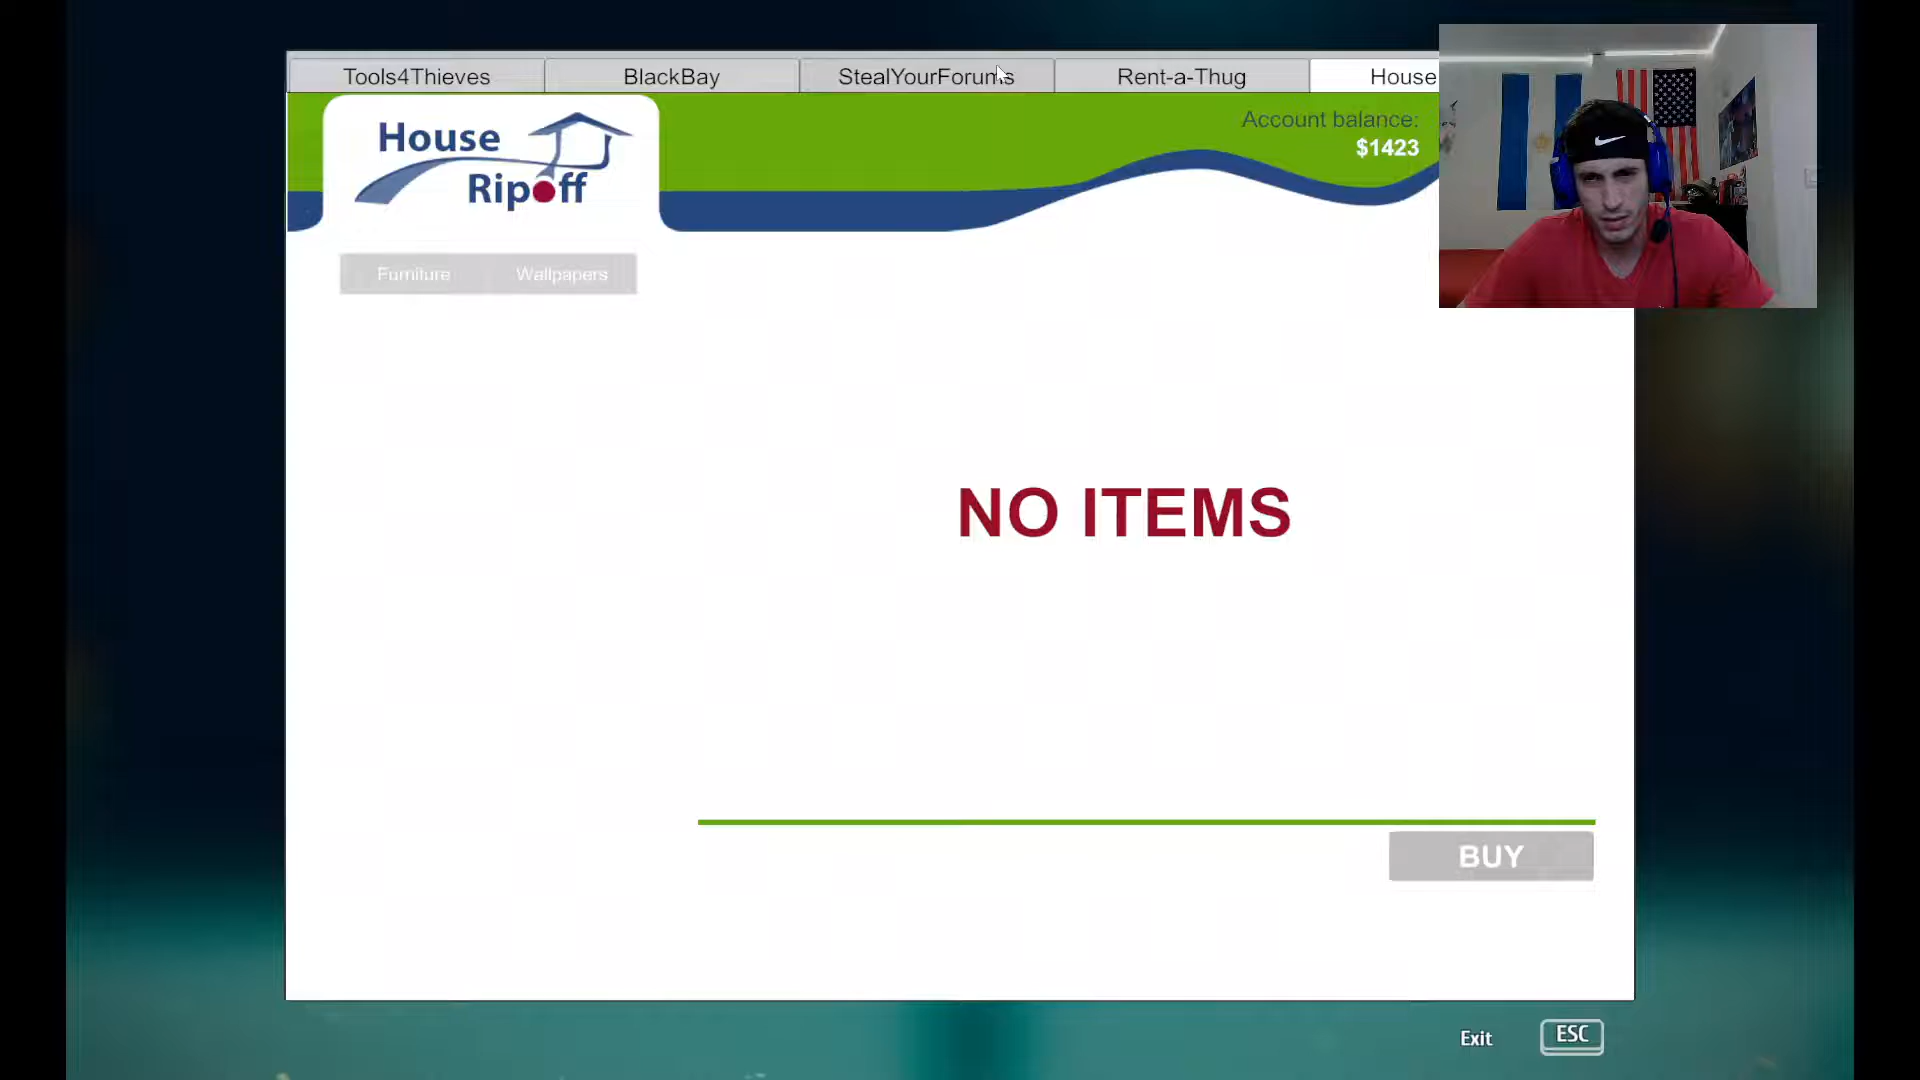 Tools4Thieves
BlackBay
StealYourForums
Rent-a-Thug
House
House
Ripoff
Account balance:
$1423
Furniture
Wallpapers
NO ITEMS
BUY
Exit
ESC